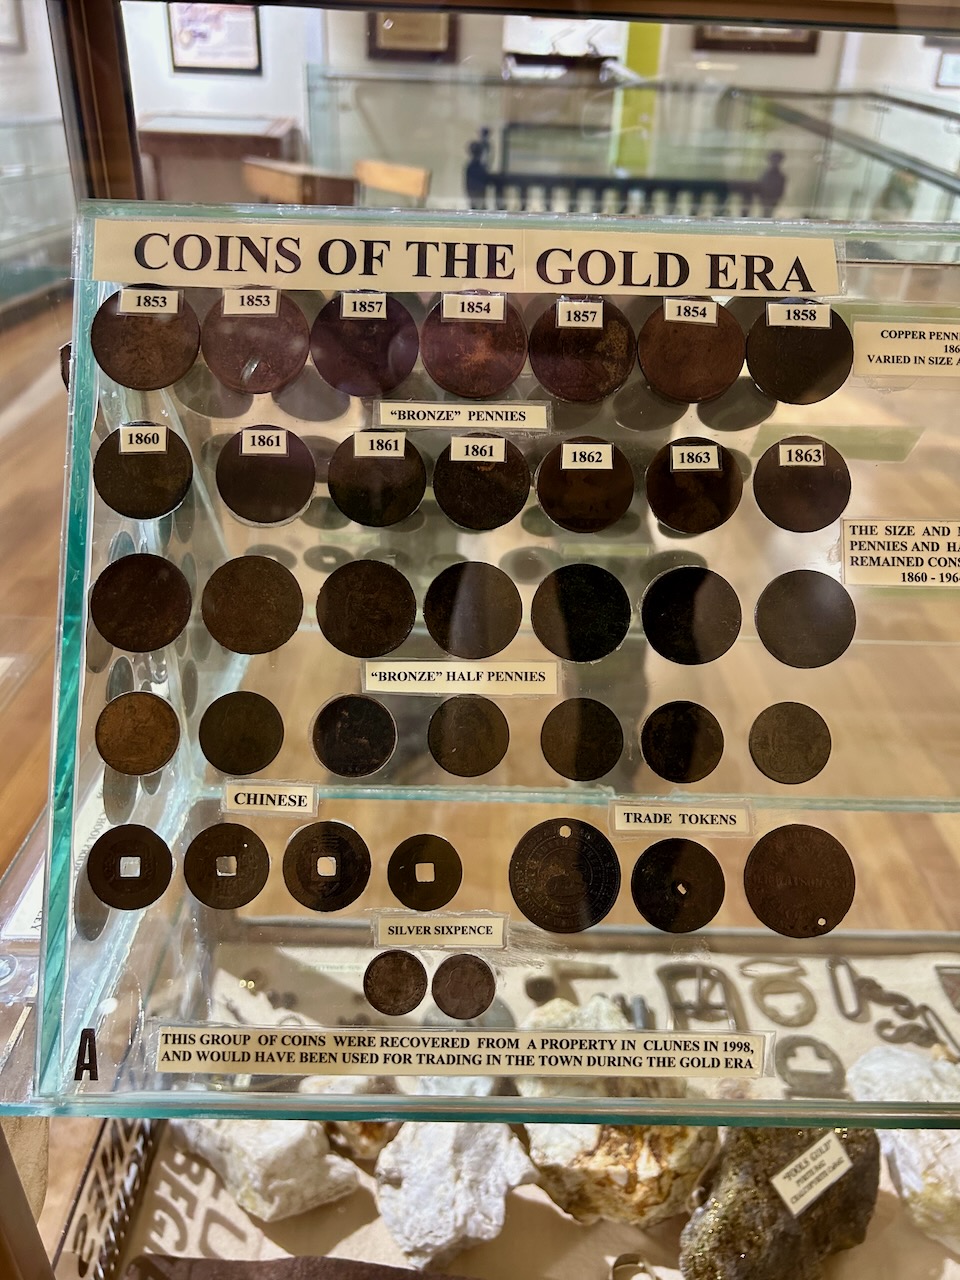 COINS OF THE GOLD ERA
1853 1853 1857 1854 1857 1854 1858
COPPER PENN
186
VARIED IN SIZE A
"BRONZE" PENNIES
1860 1861 1861 1861 1862 1863 1863
THE SIZE AND
PENNIES AND HA
REMAINED CONS
1860 - 196
"BRONZE" HALF PENNIES
CHINESE
TRADE TOKENS
SILVER SIXPENCE
THIS GROUP OF COINS WERE RECOVERED FROM A PROPERTY IN CLUNES IN 1998,
AND WOULD HAVE BEEN USED FOR TRADING IN THE TOWN DURING THE GOLD ERA
A
"FOOLS GOLD"